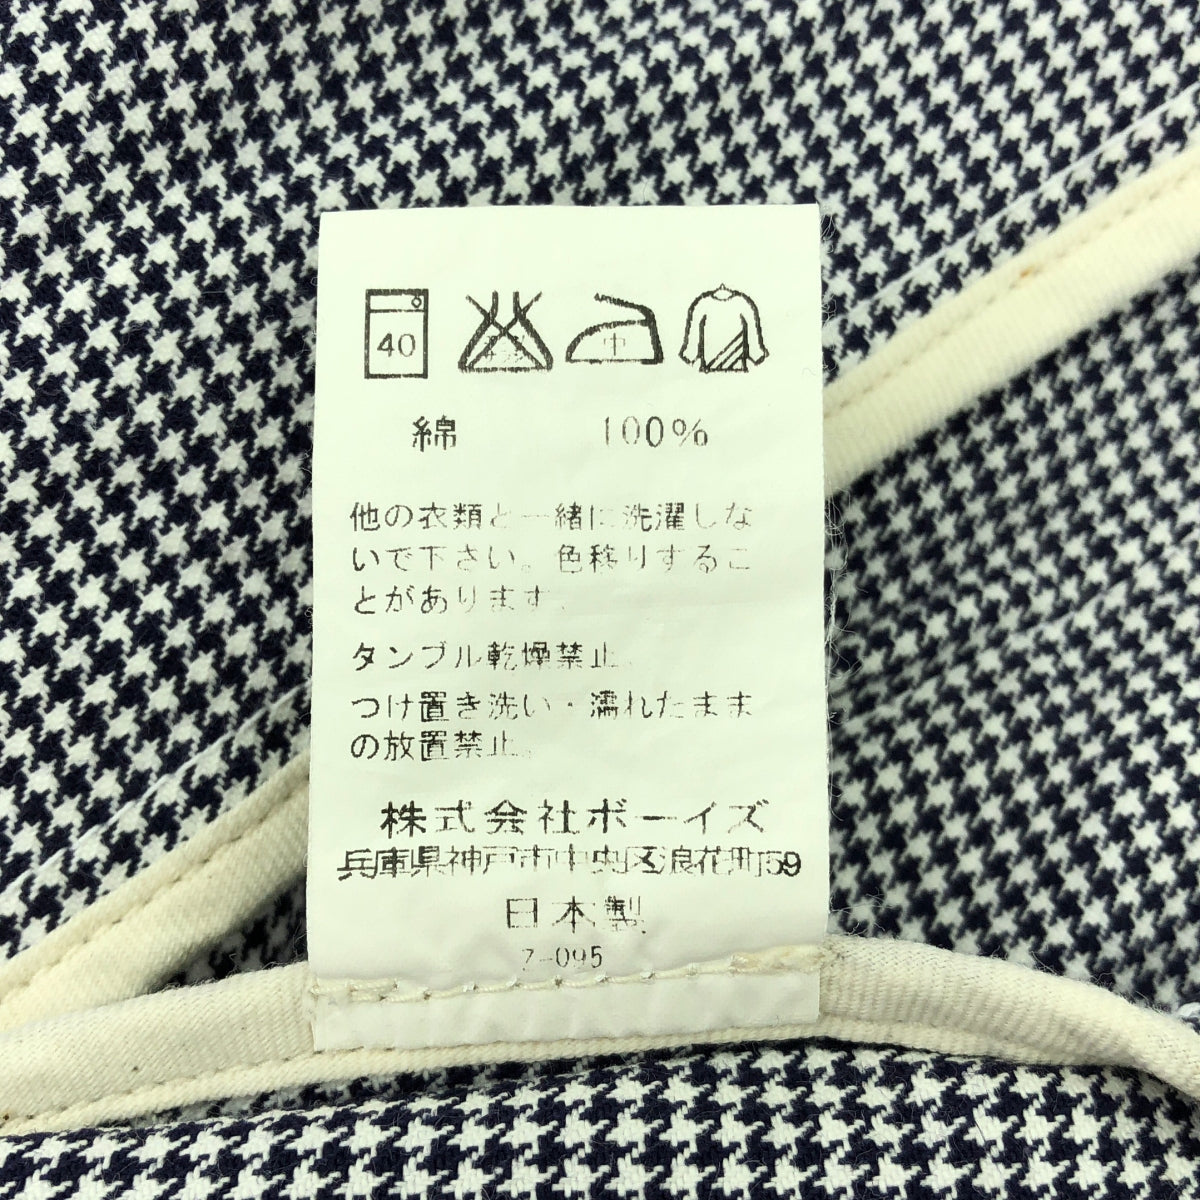 40
中
綿 100%
他の衣類と一緒に洗濯しな
いで下さい。色移りするこ
とがあります。
タンブル乾燥禁止。
つけ置き洗い・濡れたまま
の放置禁止。
株式会社ボーイズ
兵庫県神戸市中央区浪花町59
日本製
Z-095